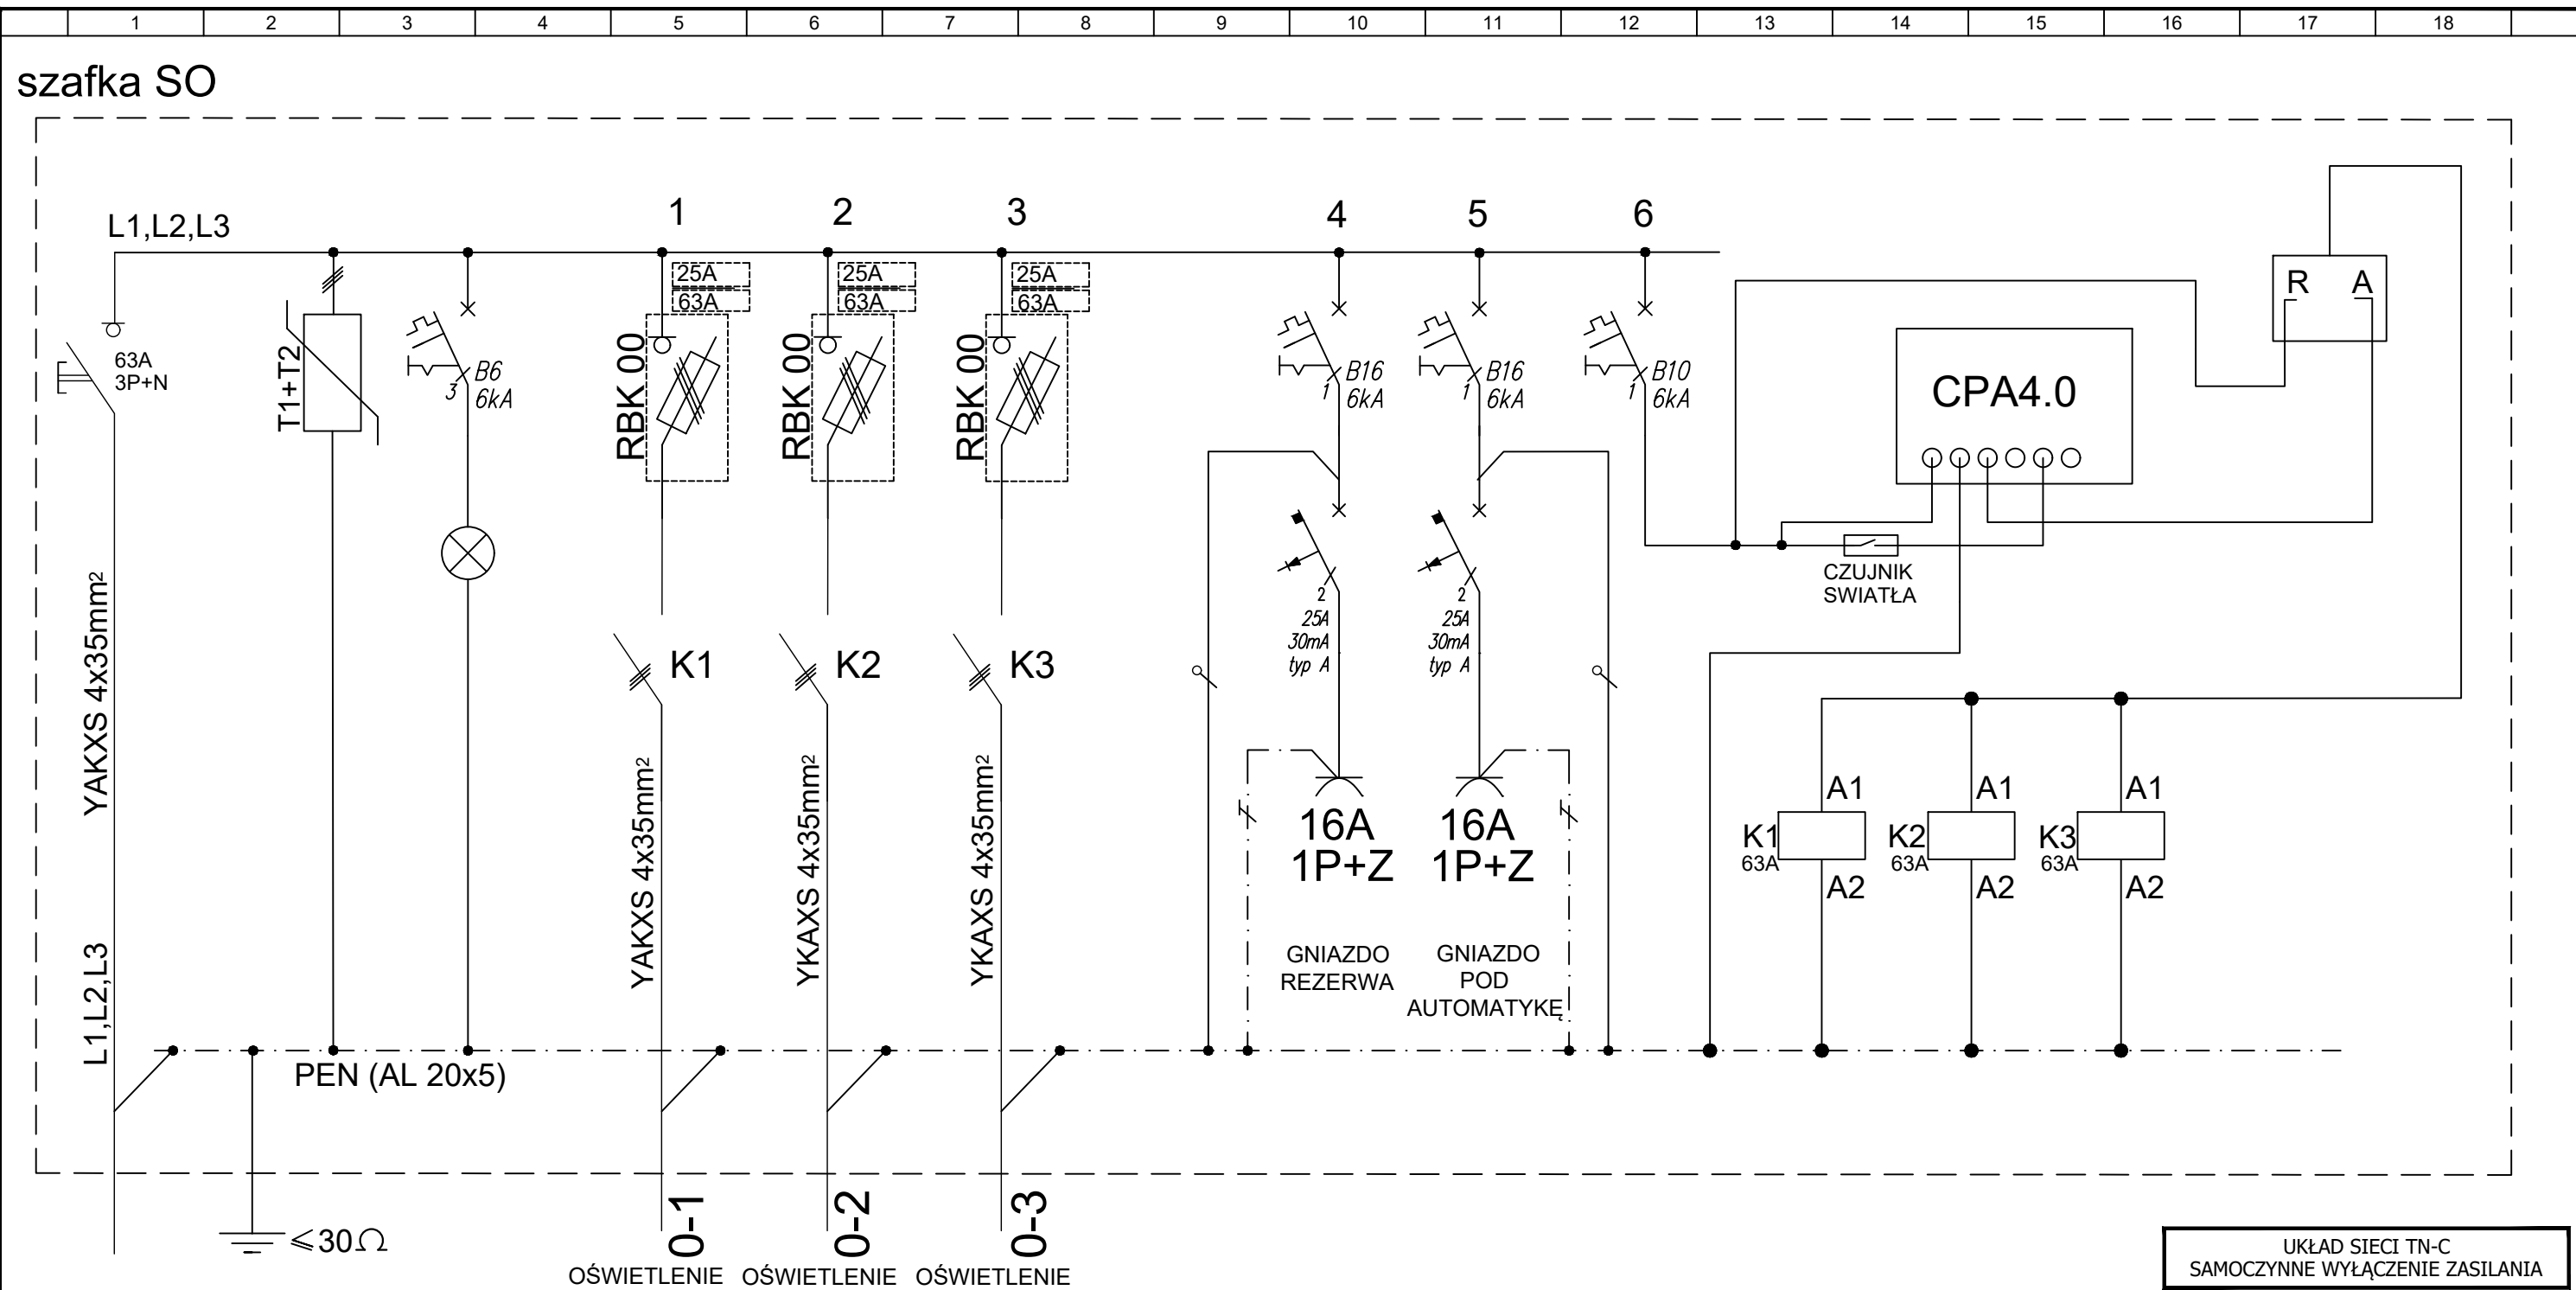 1 2 3 4 5 6 7 8 9 10 11 12 13 14 15 16 17 18
szafka SO
L1,L2,L3
1
2
3
4
5
6
63A
3P+N
T1+T2
B6
3
6kA
25A
63A
RBK 00
25A
63A
RBK 00
25A
63A
RBK 00
B16
1
6kA
B16
1
6kA
B10
1
6kA
R A
CPA4.0
CZUJNIK
SWIATŁA
2
25A
30mA
typ A
2
25A
30mA
typ A
K1
K2
K3
YAKXS 4x35mm²
L1,L2,L3
YAKXS 4x35mm²
YKAXS 4x35mm²
YKAXS 4x35mm²
16A
1P+Z
16A
1P+Z
GNIAZDO
REZERWA
GNIAZDO
POD
AUTOMATYKĘ
A1
K1
63A
A2
A1
K2
63A
A2
A1
K3
63A
A2
PEN (AL 20x5)
⩽30Ω
0-1
0-2
0-3
OŚWIETLENIE
OŚWIETLENIE
OŚWIETLENIE
UKŁAD SIECI TN-C
SAMOCZYNNE WYŁĄCZENIE ZASILANIA